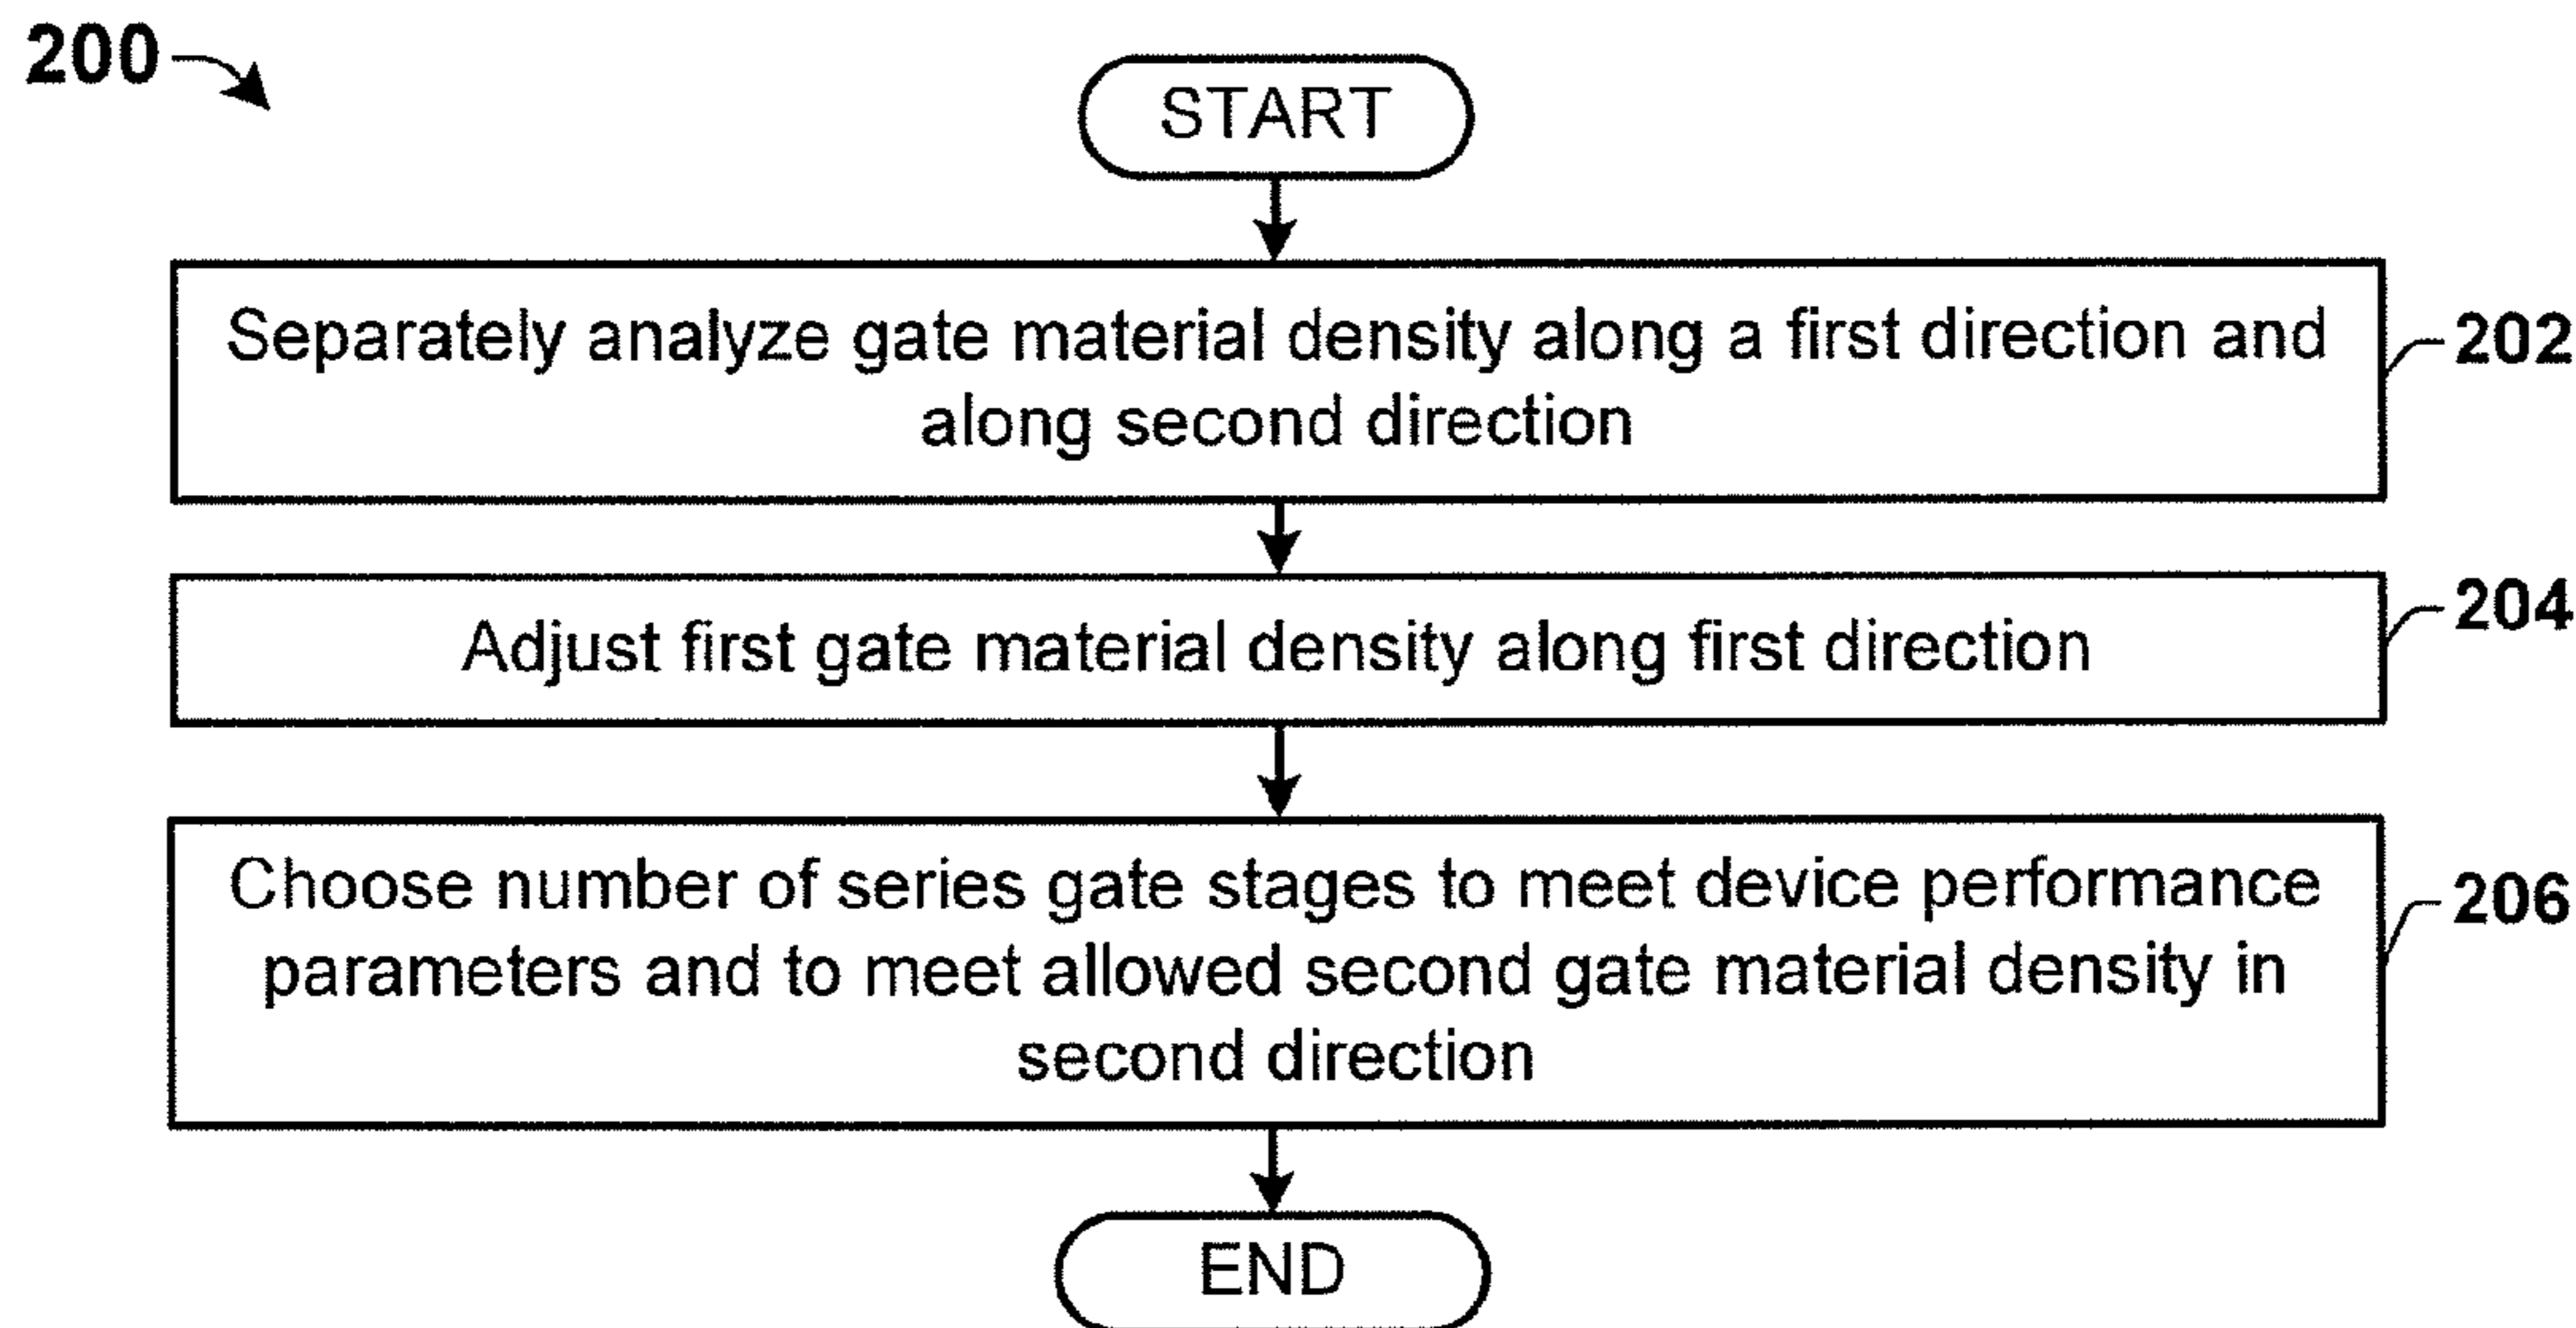 200
START
Separately analyze gate material density along a first direction and
along second direction
202
Adjust first gate material density along first direction
204
Choose number of series gate stages to meet device performance
parameters and to meet allowed second gate material density in
second direction
206
END